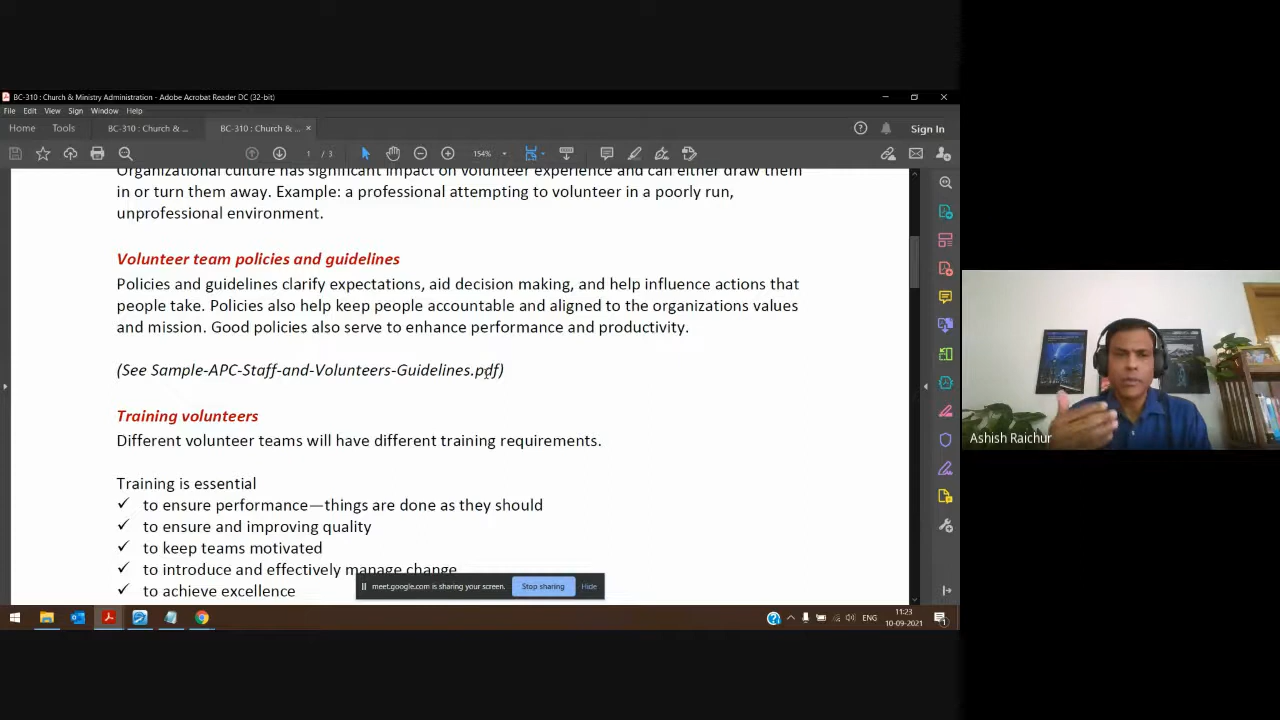 BC-310 : Church & Ministry Administration - Adobe Acrobat Reader DC (32-bit)
File Edit View Sign Window Help
Home Tools BC-310 : Church & ... BC-310 : Church & ... × Sign In
1 / 3 154%
Organizational culture has significant impact on volunteer experience and can either draw them
in or turn them away. Example: a professional attempting to volunteer in a poorly run,
unprofessional environment.
Volunteer team policies and guidelines
Policies and guidelines clarify expectations, aid decision making, and help influence actions that
people take. Policies also help keep people accountable and aligned to the organizations values
and mission. Good policies also serve to enhance performance and productivity.
(See Sample-APC-Staff-and-Volunteers-Guidelines.pdf)
Training volunteers
Different volunteer teams will have different training requirements.
Training is essential
✓ to ensure performance—things are done as they should
✓ to ensure and improving quality
✓ to keep teams motivated
✓ to introduce and effectively manage change
✓ to achieve excellence
meet.google.com is sharing your screen. Stop sharing Hide
ENG
11:23
10-09-2021
Ashish Raichur